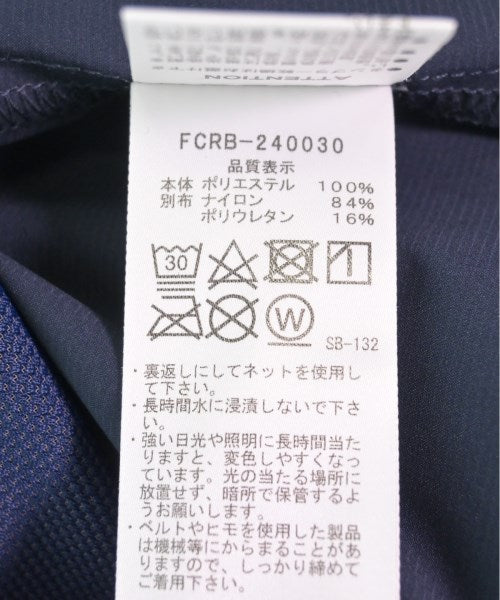 ATTENTION
FCRB-240030
品質表示
本体 ポリエステル 100%
別布 ナイロン 84%
ポリウレタン 16%
30
W
SB-132
・裏返しにしてネットを使用し
て下さい。
・長時間水に浸漬しないで下さ
い。
・強い日光や照明に長時間当た
りますと、変色しやすくなっ
ています。光の当たる場所に
放置せず、暗所で保管するよ
うお願いします。
・ベルトやヒモを使用した製品
は機械等にからまることがあ
りますので、しっかり締めて
ご着用下さい。